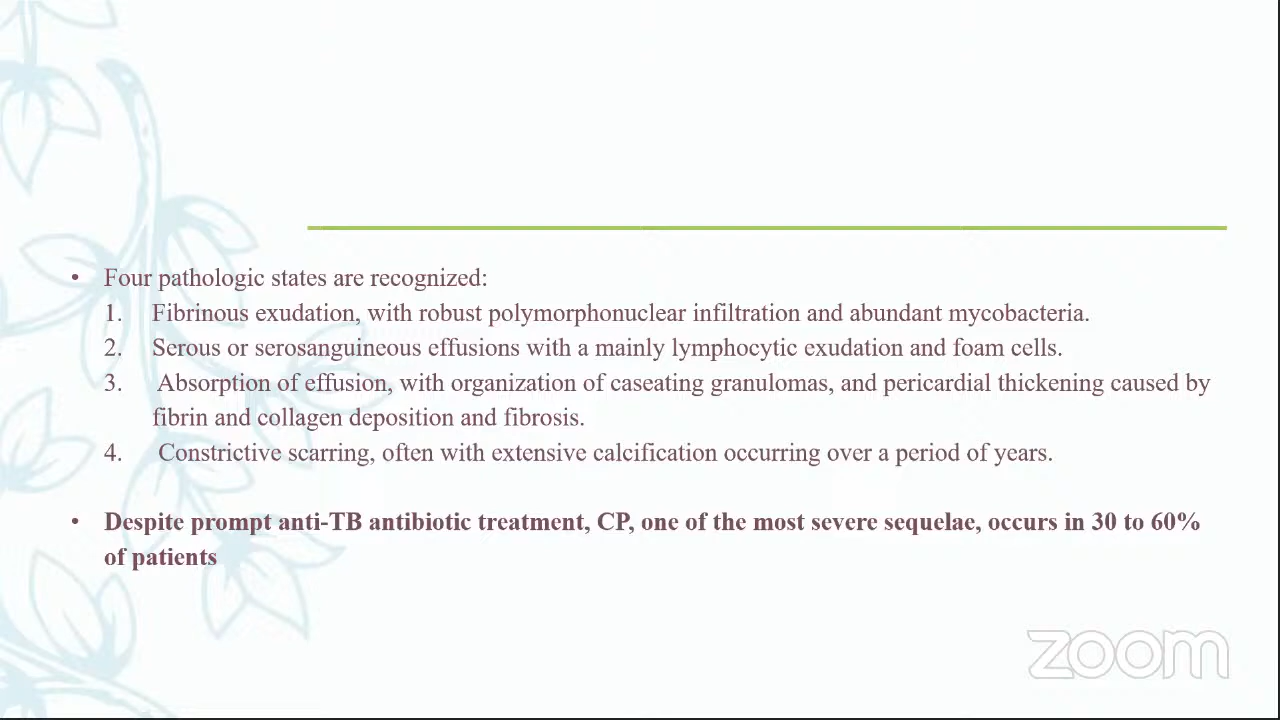 • Four pathologic states are recognized:
1. Fibrinous exudation, with robust polymorphonuclear infiltration and abundant mycobacteria.
2. Serous or serosanguineous effusions with a mainly lymphocytic exudation and foam cells.
3. Absorption of effusion, with organization of caseating granulomas, and pericardial thickening caused by
fibrin and collagen deposition and fibrosis.
4. Constrictive scarring, often with extensive calcification occurring over a period of years.
• Despite prompt anti-TB antibiotic treatment, CP, one of the most severe sequelae, occurs in 30 to 60%
of patients
zoom